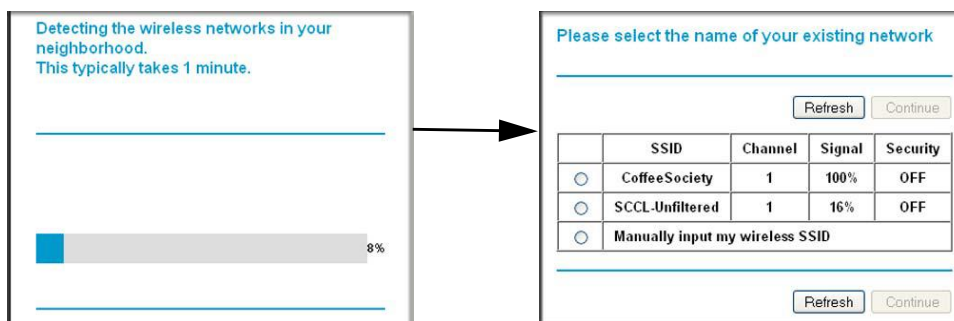 Detecting the wireless networks in your
neighborhood.
This typically takes 1 minute.
8%
Please select the name of your existing network
Refresh Continue
SSID Channel Signal Security
CoffeeSociety 1 100% OFF
SCCL-Unfiltered 1 16% OFF
Manually input my wireless SSID
Refresh Continue